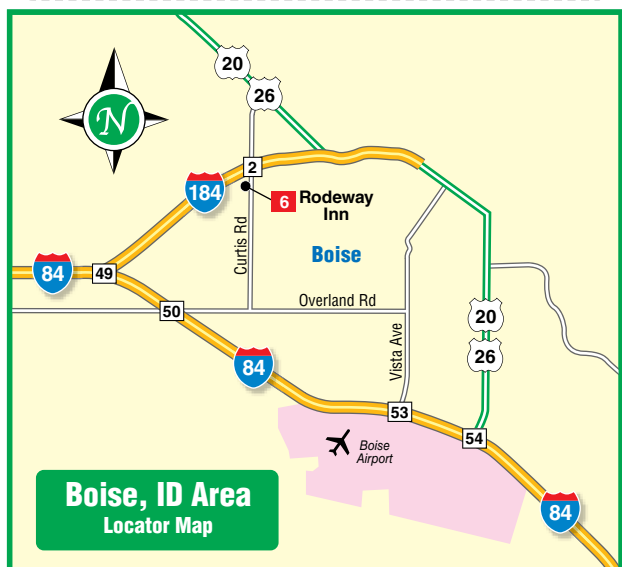 20
26
N
2
184
6 Rodeway
Inn
Curtis Rd
Boise
84
49
Overland Rd
50
20
Vista Ave
26
84
53
54
Boise
Airport
Boise, ID Area
Locator Map
84